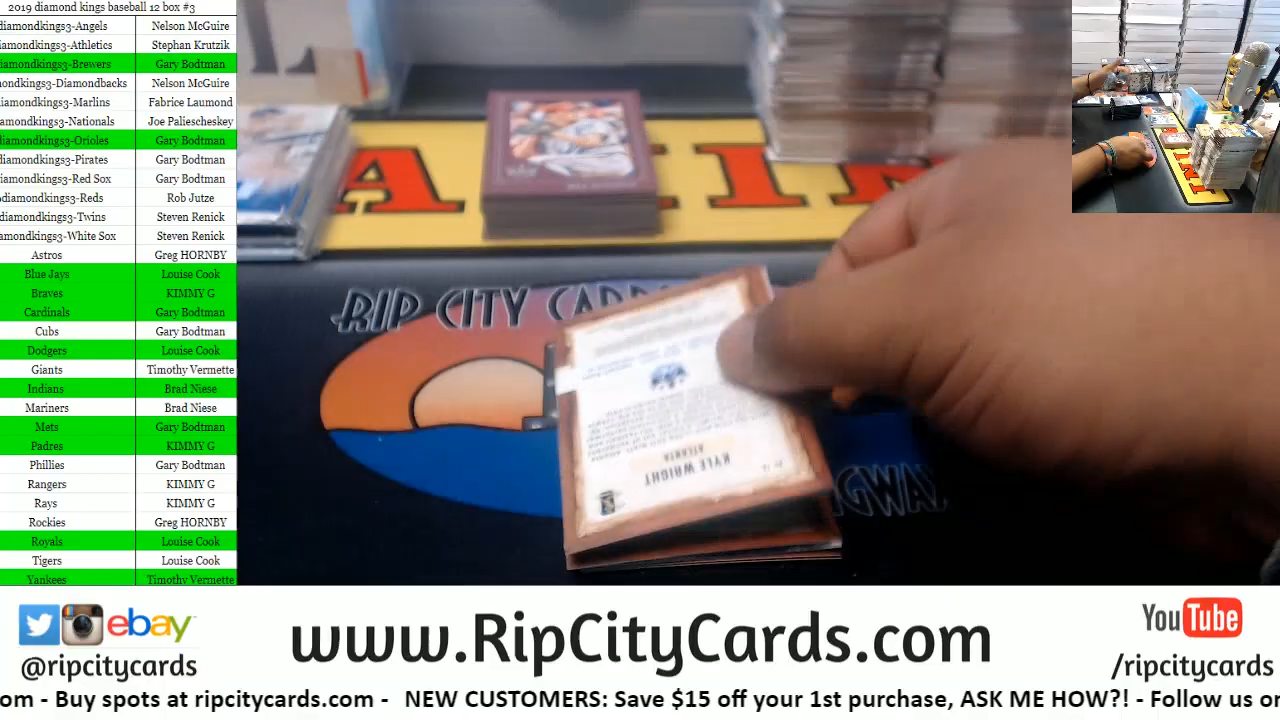 2019 diamond kings baseball 12 box #3
diamondkings3-Angels Nelson McGuire
iamondkings3-Athletics Stephan Krutzik
iamondkings3-Brewers Gary Bodtman
mondkings3-Diamondbacks Nelson McGuire
iamondkings3-Marlins Fabrice Laumond
amondkings3-Nationals Joe Paliescheskey
iamondkings3-Orioles Gary Bodtman
iamondkings3-Pirates Gary Bodtman
iamondkings3-Red Sox Gary Bodtman
diamondkings3-Reds Rob Jutze
diamondkings3-Twins Steven Renick
amondkings3-White Sox Steven Renick
Astros Greg HORNBY
Blue Jays Louise Cook
Braves KIMMY G
Cardinals Gary Bodtman
Cubs Gary Bodtman
Dodgers Louise Cook
Giants Timothy Vermette
Indians Brad Niese
Mariners Brad Niese
Mets Gary Bodtman
Padres KIMMY G
Phillies Gary Bodtman
Rangers KIMMY G
Rays KIMMY G
Rockies Greg HORNBY
Royals Louise Cook
Tigers Louise Cook
Yankees Timothy Vermette
ANINI
RIP CITY CARDS
NGWAY
KYLE WRIGHT
ATLANTA
ebay
@ripcitycards
www.RipCityCards.com
YouTube
/ripcitycards
om - Buy spots at ripcitycards.com - NEW CUSTOMERS: Save $15 off your 1st purchase, ASK ME HOW?! - Follow us on